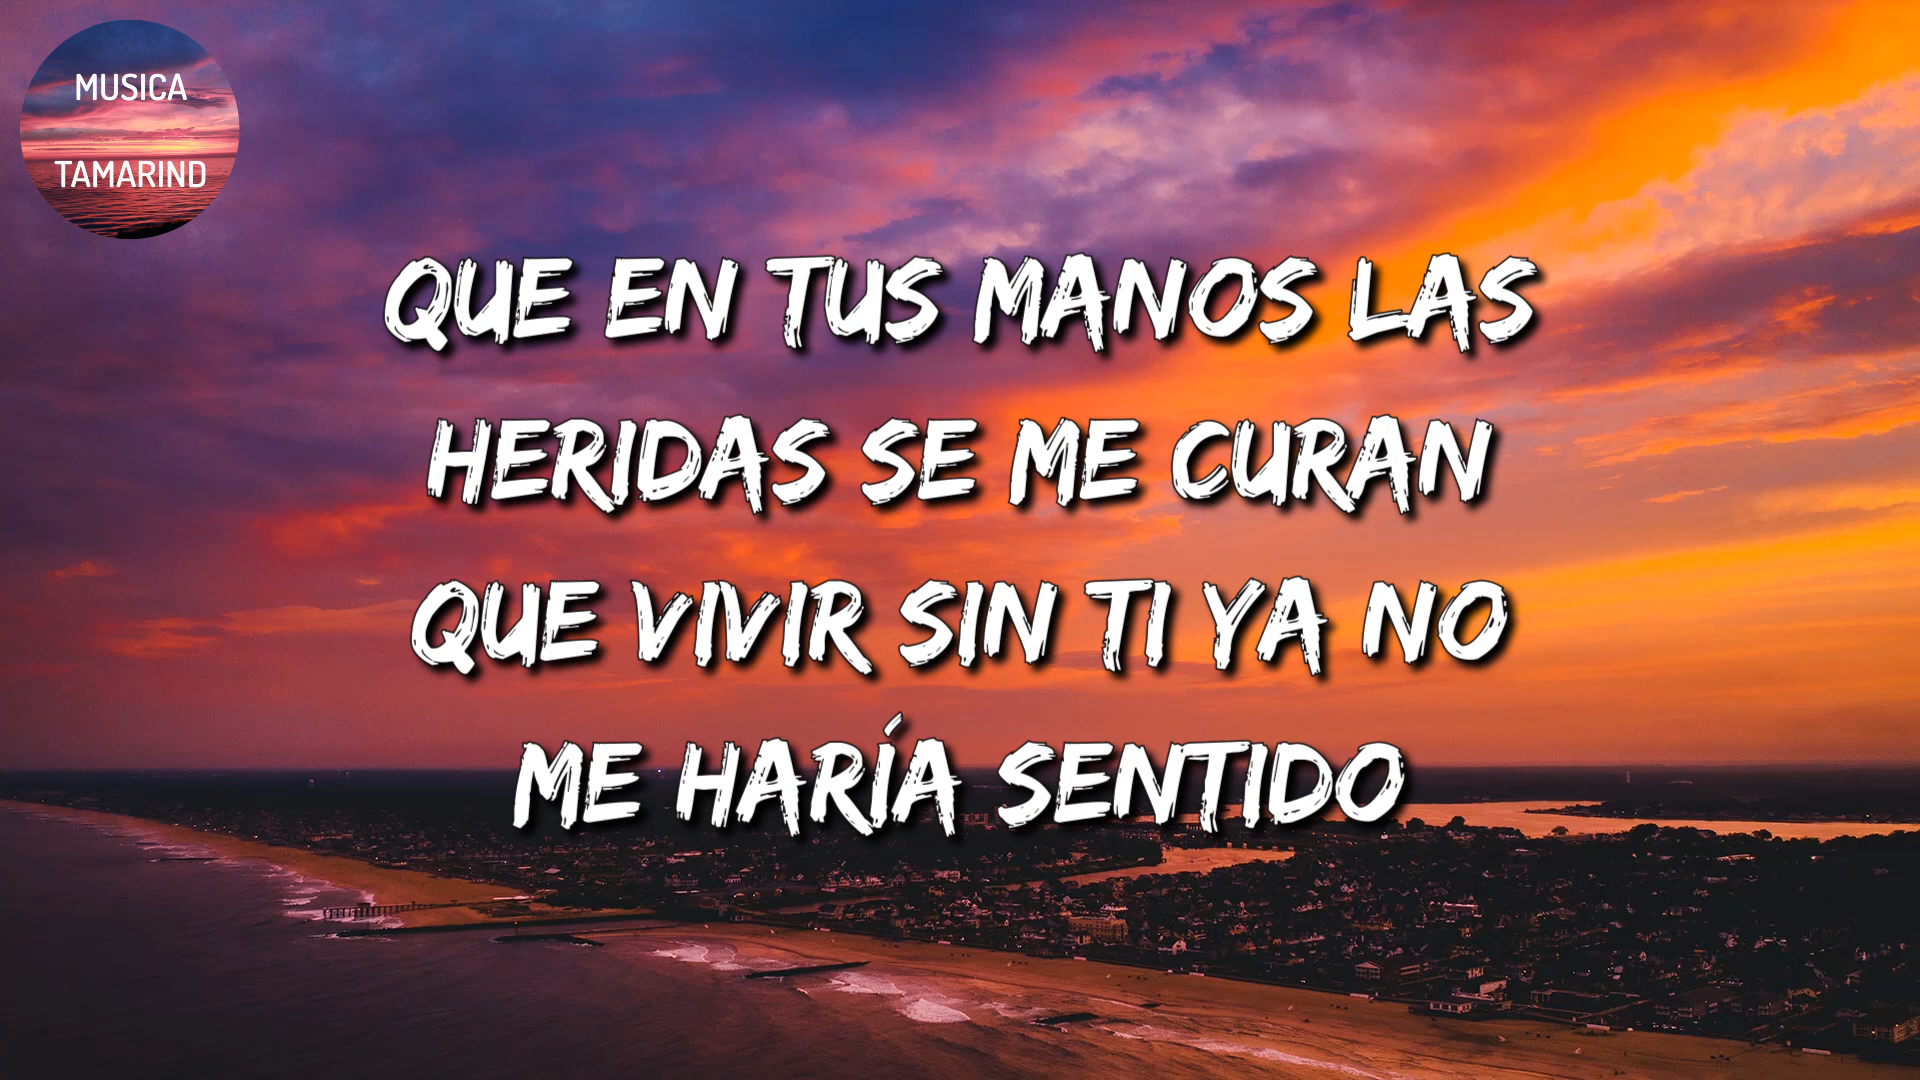 MUSICA
TAMARIND
QUE EN TUS MANOS LAS
HERIDAS SE ME CURAN
QUE VIVIR SIN TI YA NO
ME HARÍA SENTIDO